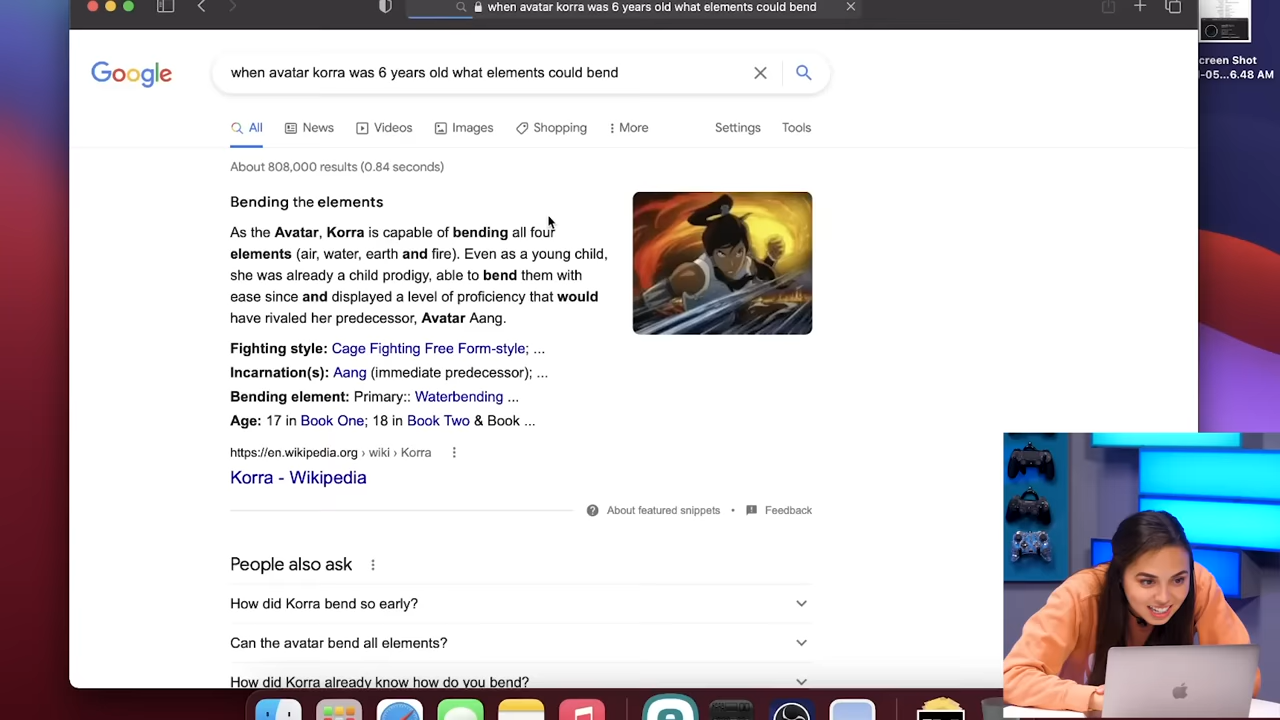 when avatar korra was 6 years old what elements could bend
creen Shot
-05...6.48 AM
Google
when avatar korra was 6 years old what elements could bend
All News Videos Images Shopping More Settings Tools
About 808,000 results (0.84 seconds)
Bending the elements
As the Avatar, Korra is capable of bending all four
elements (air, water, earth and fire). Even as a young child,
she was already a child prodigy, able to bend them with
ease since and displayed a level of proficiency that would
have rivaled her predecessor, Avatar Aang.
Fighting style: Cage Fighting Free Form-style; ...
Incarnation(s): Aang (immediate predecessor); ...
Bending element: Primary:: Waterbending ...
Age: 17 in Book One; 18 in Book Two & Book ...
https://en.wikipedia.org › wiki › Korra
Korra - Wikipedia
About featured snippets • Feedback
People also ask
How did Korra bend so early?
Can the avatar bend all elements?
How did Korra already know how do you bend?